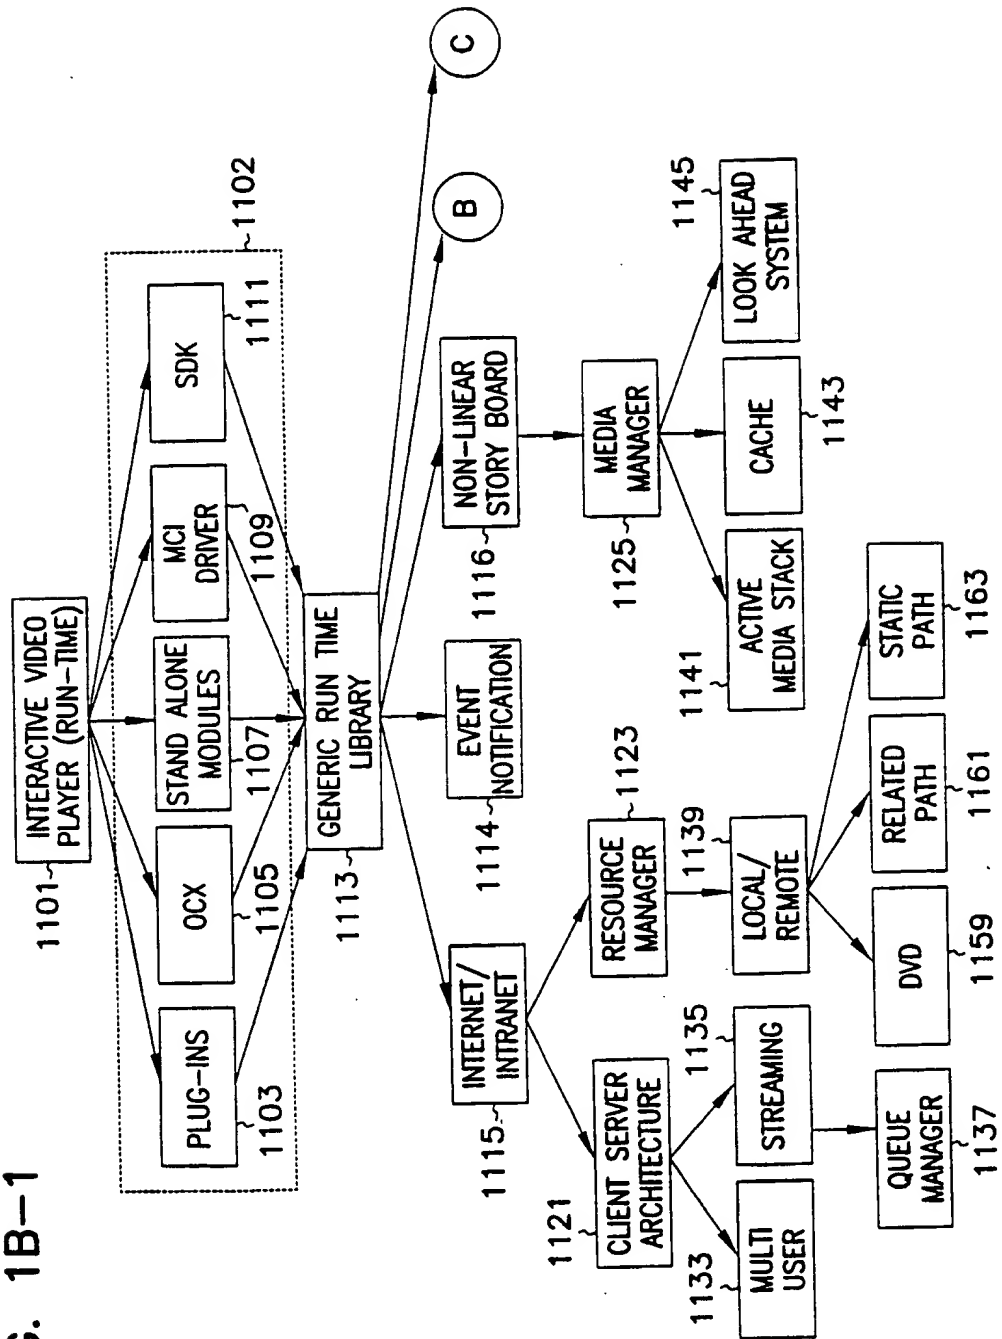 G. 1B-1
INTERACTIVE VIDEO
PLAYER (RUN-TIME)
1101
1102
PLUG-INS
1103
OCX
1105
STAND ALONE
MODULES
1107
MCI
DRIVER
1109
SDK
1111
GENERIC RUN TIME
LIBRARY
1113
B
C
INTERNET/
INTRANET
1115
EVENT
NOTIFICATION
1114
NON-LINEAR
STORY BOARD
1116
CLIENT SERVER
ARCHITECTURE
1121
RESOURCE
MANAGER
1123
MEDIA
MANAGER
1125
MULTI
USER
1133
STREAMING
1135
LOCAL/
REMOTE
1139
ACTIVE
MEDIA STACK
1141
CACHE
1143
LOOK AHEAD
SYSTEM
1145
QUEUE
MANAGER
1137
DVD
1159
RELATED
PATH
1161
STATIC
PATH
1163